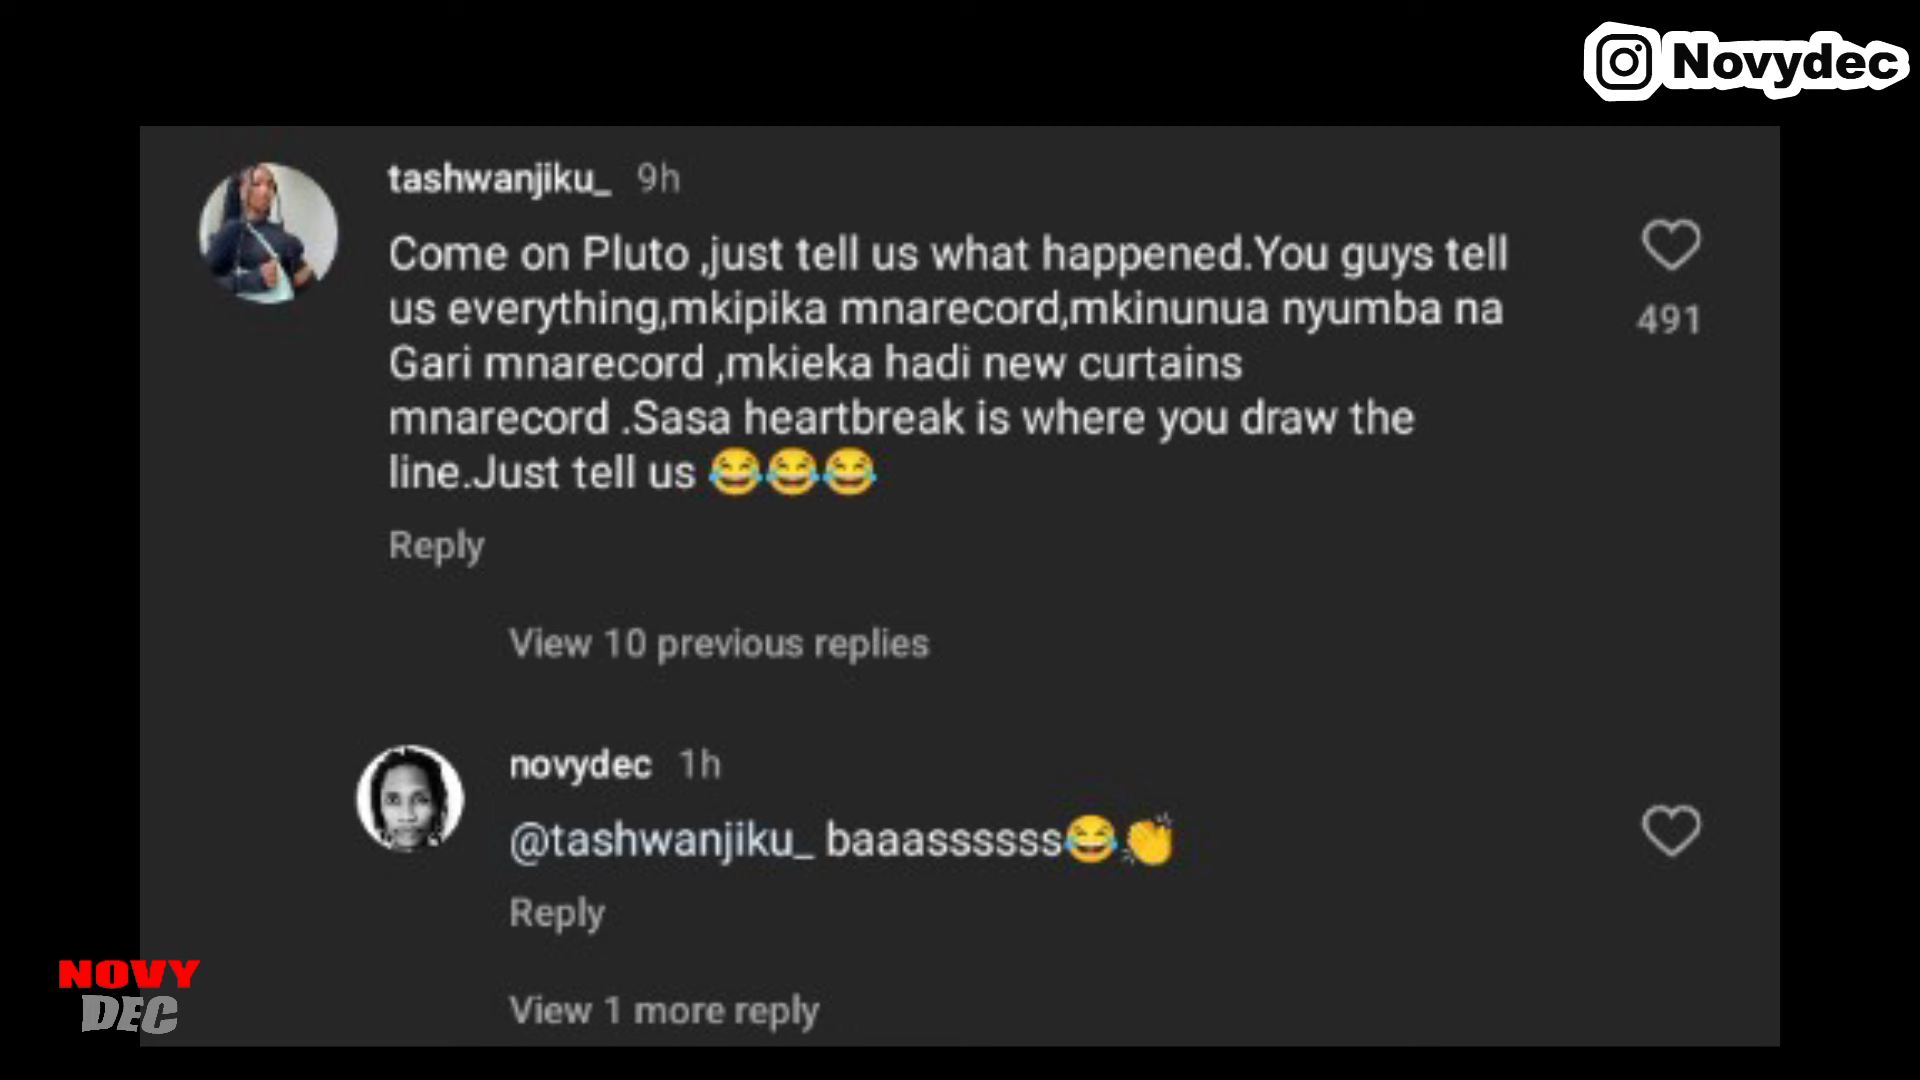 Novydec
tashwanjiku_ 9h
Come on Pluto ,just tell us what happened.You guys tell
us everything,mkipika mnarecord,mkinunua nyumba na
Gari mnarecord ,mkieka hadi new curtains
mnarecord .Sasa heartbreak is where you draw the
line.Just tell us 😂😂😂
491
Reply
View 10 previous replies
novydec 1h
@tashwanjiku_ baaassssss😂👏
Reply
View 1 more reply
NOVY
DEC